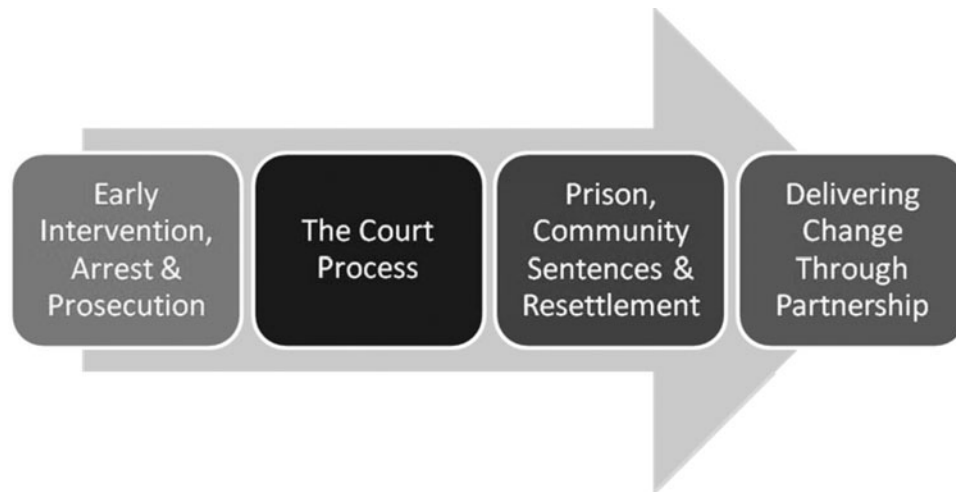 Early
Intervention,
Arrest &
Prosecution
The Court
Process
Prison,
Community
Sentences &
Resettlement
Delivering
Change
Through
Partnership